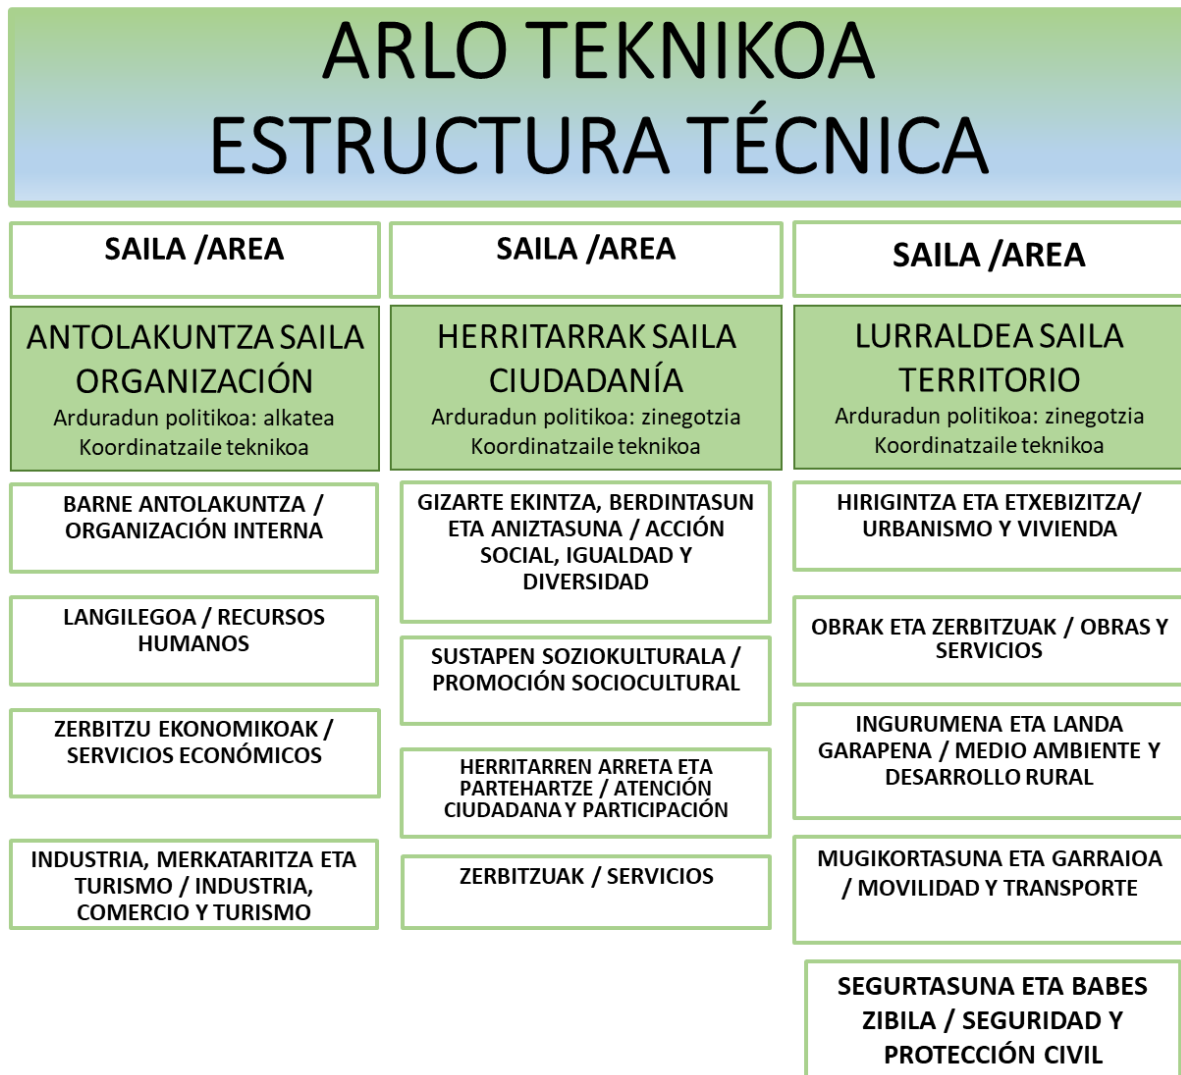 ARLO TEKNIKOA
ESTRUCTURA TÉCNICA
SAILA /AREA
ANTOLAKUNTZA SAILA
ORGANIZACIÓN
Arduradun politikoa: alkatea
Koordinatzaile teknikoa
BARNE ANTOLAKUNTZA /
ORGANIZACIÓN INTERNA
LANGILEGOA / RECURSOS
HUMANOS
ZERBITZU EKONOMIKOAK /
SERVICIOS ECONÓMICOS
INDUSTRIA, MERKATARITZA ETA
TURISMO / INDUSTRIA,
COMERCIO Y TURISMO
SAILA /AREA
HERRITARRAK SAILA
CIUDADANÍA
Arduradun politikoa: zinegotzia
Koordinatzaile teknikoa
GIZARTE EKINTZA, BERDINTASUN
ETA ANIZTASUNA / ACCIÓN
SOCIAL, IGUALDAD Y
DIVERSIDAD
SUSTAPEN SOZIOKULTURALA /
PROMOCIÓN SOCIOCULTURAL
HERRITARREN ARRETA ETA
PARTEHARTZE / ATENCIÓN
CIUDADANA Y PARTICIPACIÓN
ZERBITZUAK / SERVICIOS
SAILA /AREA
LURRALDEA SAILA
TERRITORIO
Arduradun politikoa: zinegotzia
Koordinatzaile teknikoa
HIRIGINTZA ETA ETXEBIZITZA/
URBANISMO Y VIVIENDA
OBRAK ETA ZERBITZUAK / OBRAS Y
SERVICIOS
INGURUMENA ETA LANDA
GARAPENA / MEDIO AMBIENTE Y
DESARROLLO RURAL
MUGIKORTASUNA ETA GARRAIOA
/ MOVILIDAD Y TRANSPORTE
SEGURTASUNA ETA BABES
ZIBILA / SEGURIDAD Y
PROTECCIÓN CIVIL